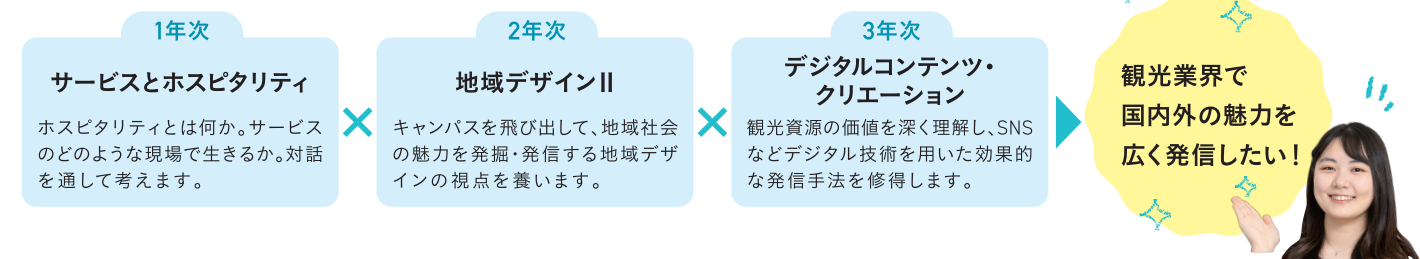 1年次
サービスとホスピタリティ
ホスピタリティとは何か。サービス
のどのような現場で生きるか。対話
を通して考えます。
2年次
地域デザインⅡ
キャンパスを飛び出して、地域社会
の魅力を発掘・発信する地域デザ
インの視点を養います。
3年次
デジタルコンテンツ・
クリエーション
観光資源の価値を深く理解し、SNS
などデジタル技術を用いた効果的
な発信手法を修得します。
観光業界で
国内外の魅力を
広く発信したい！